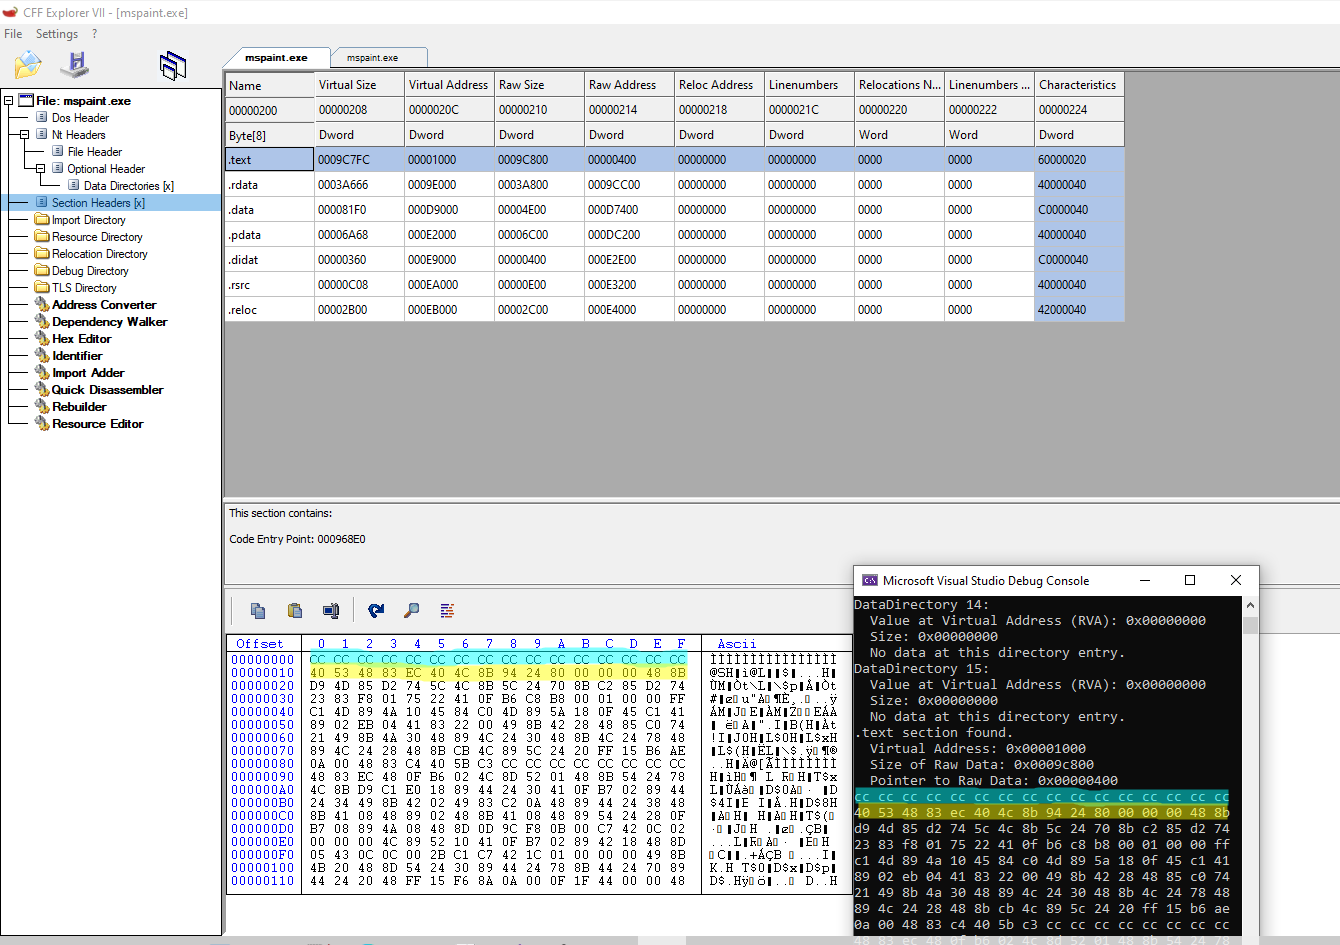 CFF Explorer VII - [mspaint.exe]
File Settings ?
mspaint.exe mspaint.exe
File: mspaint.exe
Dos Header
Nt Headers
File Header
Optional Header
Data Directories [x]
Section Headers [x]
Import Directory
Resource Directory
Relocation Directory
Debug Directory
TLS Directory
Address Converter
Dependency Walker
Hex Editor
Identifier
Import Adder
Quick Disassembler
Rebuilder
Resource Editor
Name Virtual Size Virtual Address Raw Size Raw Address Reloc Address Linenumbers Relocations N... Linenumbers ... Characteristics
00000200 00000208 0000020C 00000210 00000214 00000218 0000021C 00000220 00000222 00000224
Byte[8] Dword Dword Dword Dword Dword Dword Word Word Dword
.text 0009C7FC 00001000 0009C800 00000400 00000000 00000000 0000 0000 60000020
.rdata 0003A666 0009E000 0003A800 0009CC00 00000000 00000000 0000 0000 40000040
.data 000081F0 000D9000 00004E00 000D7400 00000000 00000000 0000 0000 C0000040
.pdata 00006A68 000E2000 00006C00 000DC200 00000000 00000000 0000 0000 40000040
.didat 00000360 000E9000 00000400 000E2E00 00000000 00000000 0000 0000 C0000040
.rsrc 00000C08 000EA000 00000E00 000E3200 00000000 00000000 0000 0000 40000040
.reloc 00002B00 000EB000 00002C00 000E4000 00000000 00000000 0000 0000 42000040
This section contains:
Code Entry Point: 000968E0
Offset 0 1 2 3 4 5 6 7 8 9 A B C D E F Ascii
00000000 CC CC CC CC CC CC CC CC CC CC CC CC CC CC CC CC ÌÌÌÌÌÌÌÌÌÌÌÌÌÌÌÌ
00000010 40 53 48 83 EC 40 4C 8B 94 24 80 00 00 00 48 8B
00000020 D9 4D 85 D2 74 5C 4C 8B 5C 24 70 8B C2 85 D2 74
00000030 23 83 F8 01 75 22 41 0F B6 C8 B8 00 01 00 00 FF
00000040 C1 4D 89 4A 10 45 84 C0 4D 89 5A 18 0F 45 C1 41
00000050 89 02 EB 04 41 83 22 00 49 8B 42 28 48 85 C0 74
00000060 21 49 8B 4A 30 48 89 4C 24 30 48 8B 4C 24 78 48
00000070 89 4C 24 28 48 8B CB 4C 89 5C 24 20 FF 15 B6 AE
00000080 0A 00 48 83 C4 40 5B C3 CC CC CC CC CC CC CC CC
00000090 48 83 EC 48 0F B6 02 4C 8D 52 01 48 8B 54 24 78
000000A0 4C 8B D9 C1 E0 18 89 44 24 30 41 0F B7 02 89 44
000000B0 24 34 49 8B 42 02 49 83 C2 0A 48 89 44 24 38 48
000000C0 8B 41 08 48 89 02 48 8B 41 08 48 89 54 24 28 0F
000000D0 B7 08 89 4A 08 48 8D 0D 9C F8 0B 00 C7 42 0C 02
000000E0 00 00 00 4C 89 52 10 41 0F B7 02 89 42 18 48 8D
000000F0 05 43 0C 0C 00 2B C1 C7 42 1C 01 00 00 00 49 8B
00000100 4B 20 48 8D 54 24 30 89 44 24 78 8B 44 24 70 89
00000110 44 24 20 48 FF 15 F6 8A 0A 00 0F 1F 44 00 00 48
Microsoft Visual Studio Debug Console
DataDirectory 14:
Value at Virtual Address (RVA): 0x00000000
Size: 0x00000000
No data at this directory entry.
DataDirectory 15:
Value at Virtual Address (RVA): 0x00000000
Size: 0x00000000
No data at this directory entry.
.text section found.
Virtual Address: 0x00001000
Size of Raw Data: 0x0009c800
Pointer to Raw Data: 0x00000400
cc cc cc cc cc cc cc cc cc cc cc cc cc cc cc cc
40 53 48 83 ec 40 4c 8b 94 24 80 00 00 00 48 8b
d9 4d 85 d2 74 5c 4c 8b 5c 24 70 8b c2 85 d2 74
23 83 f8 01 75 22 41 0f b6 c8 b8 00 01 00 00 ff
c1 4d 89 4a 10 45 84 c0 4d 89 5a 18 0f 45 c1 41
89 02 eb 04 41 83 22 00 49 8b 42 28 48 85 c0 74
21 49 8b 4a 30 48 89 4c 24 30 48 8b 4c 24 78 48
89 4c 24 28 48 8b cb 4c 89 5c 24 20 ff 15 b6 ae
0a 00 48 83 c4 40 5b c3 cc cc cc cc cc cc cc cc
48 83 ec 48 0f b6 02 4c 8d 52 01 48 8b 54 24 78